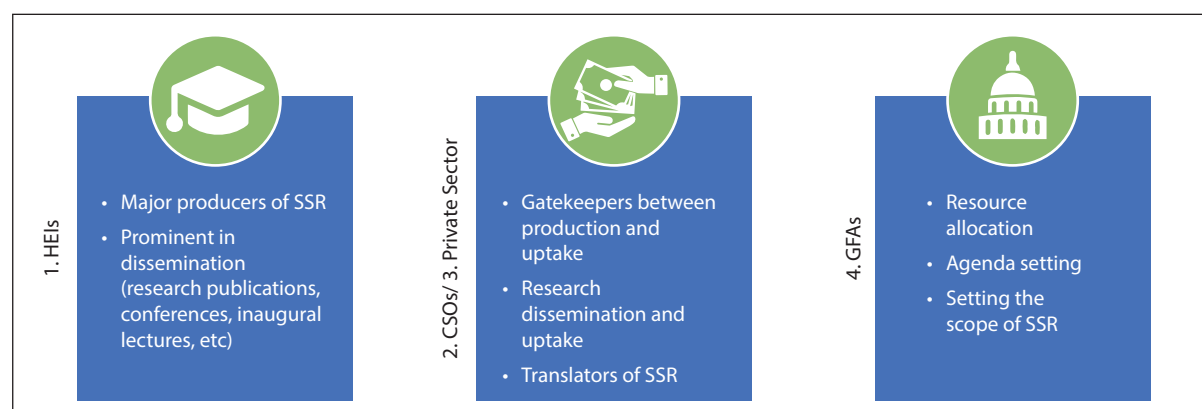 1. HEIs
• Major producers of SSR
• Prominent in
dissemination
(research publications,
conferences, inaugural
lectures, etc)
2. CSOs/ 3. Private Sector
• Gatekeepers between
production and
uptake
• Research
dissemination and
uptake
• Translators of SSR
4. GFAs
• Resource
allocation
• Agenda setting
• Setting the
scope of SSR